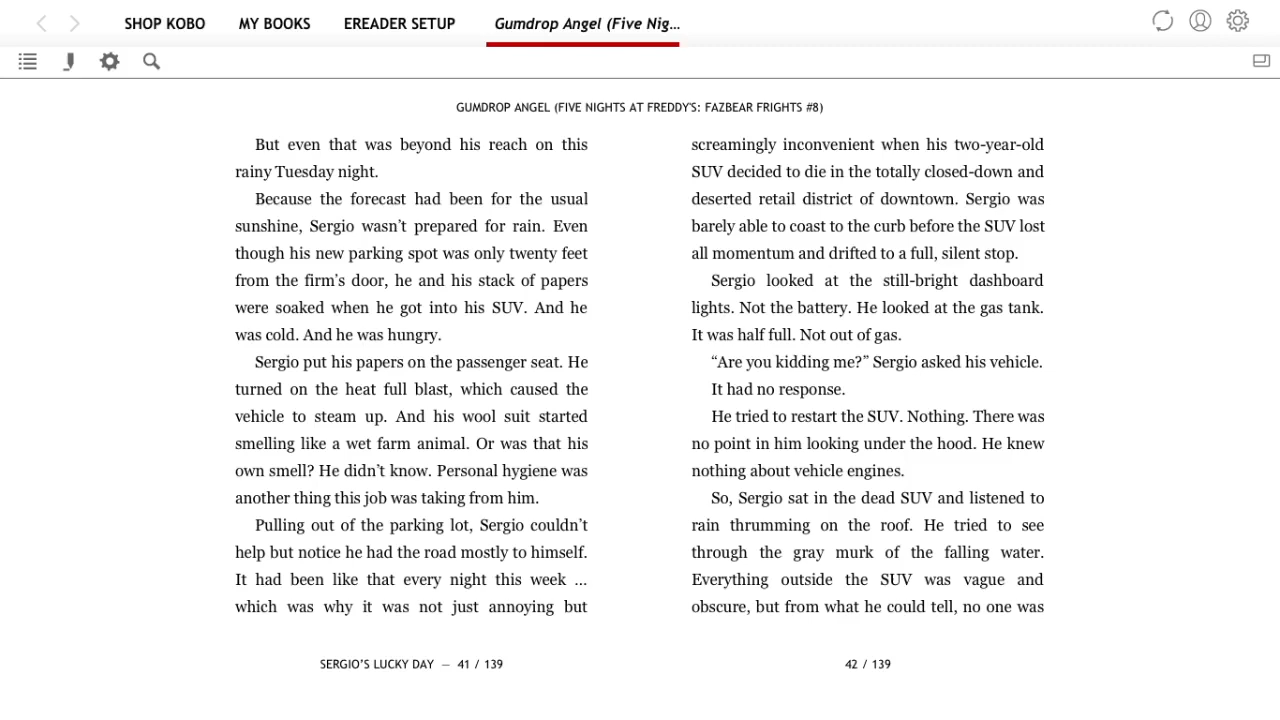 SHOP KOBO
MY BOOKS
EREADER SETUP
Gumdrop Angel (Five Nig...
GUMDROP ANGEL (FIVE NIGHTS AT FREDDY'S: FAZBEAR FRIGHTS #8)
But even that was beyond his reach on this
rainy Tuesday night.
Because the forecast had been for the usual
sunshine, Sergio wasn’t prepared for rain. Even
though his new parking spot was only twenty feet
from the firm’s door, he and his stack of papers
were soaked when he got into his SUV. And he
was cold. And he was hungry.
Sergio put his papers on the passenger seat. He
turned on the heat full blast, which caused the
vehicle to steam up. And his wool suit started
smelling like a wet farm animal. Or was that his
own smell? He didn’t know. Personal hygiene was
another thing this job was taking from him.
Pulling out of the parking lot, Sergio couldn’t
help but notice he had the road mostly to himself.
It had been like that every night this week ...
which was why it was not just annoying but
SERGIO’S LUCKY DAY — 41 / 139
screamingly inconvenient when his two-year-old
SUV decided to die in the totally closed-down and
deserted retail district of downtown. Sergio was
barely able to coast to the curb before the SUV lost
all momentum and drifted to a full, silent stop.
Sergio looked at the still-bright dashboard
lights. Not the battery. He looked at the gas tank.
It was half full. Not out of gas.
“Are you kidding me?” Sergio asked his vehicle.
It had no response.
He tried to restart the SUV. Nothing. There was
no point in him looking under the hood. He knew
nothing about vehicle engines.
So, Sergio sat in the dead SUV and listened to
rain thrumming on the roof. He tried to see
through the gray murk of the falling water.
Everything outside the SUV was vague and
obscure, but from what he could tell, no one was
42 / 139